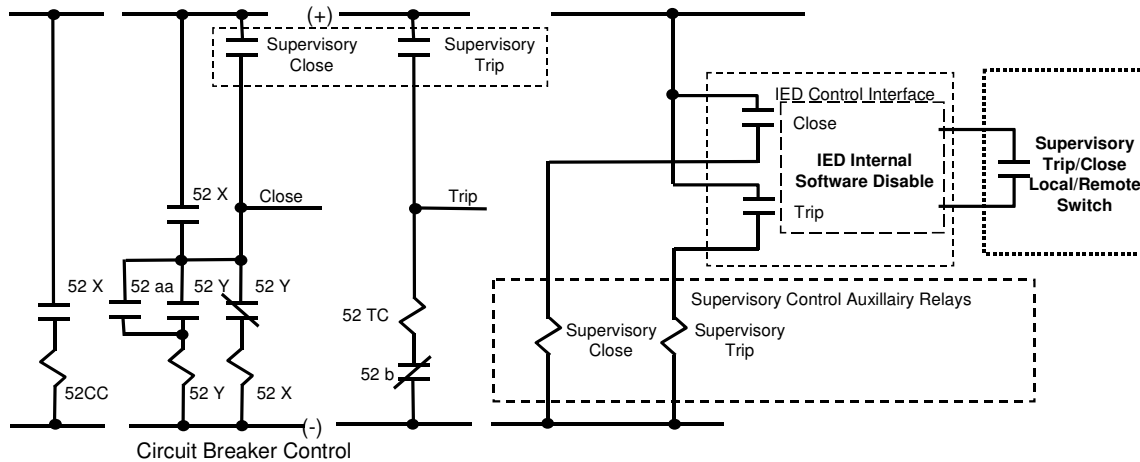 (+)
Supervisory
Close
Supervisory
Trip
IED Control Interface
Close
IED Internal
Software Disable
Trip
Supervisory
Trip/Close
Local/Remote
Switch
52 X
Close
Trip
52 X
52 aa
52 Y
52 Y
52 TC
52 b
Supervisory Control Auxillairy Relays
Supervisory
Close
Supervisory
Trip
52CC
52 Y
52 X
(-)
Circuit Breaker Control